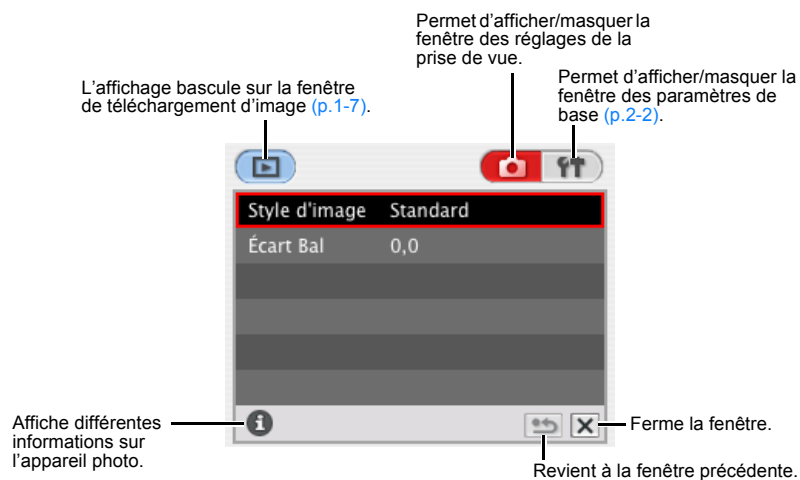 Permet d'afficher/masquer la
fenêtre des réglages de la
prise de vue.
L'affichage bascule sur la fenêtre
de téléchargement d'image (p.1-7).
Permet d'afficher/masquer la
fenêtre des paramètres de
base (p.2-2).
Style d'image Standard
Écart Bal 0,0
Affiche différentes
informations sur
l'appareil photo.
Ferme la fenêtre.
Revient à la fenêtre précédente.